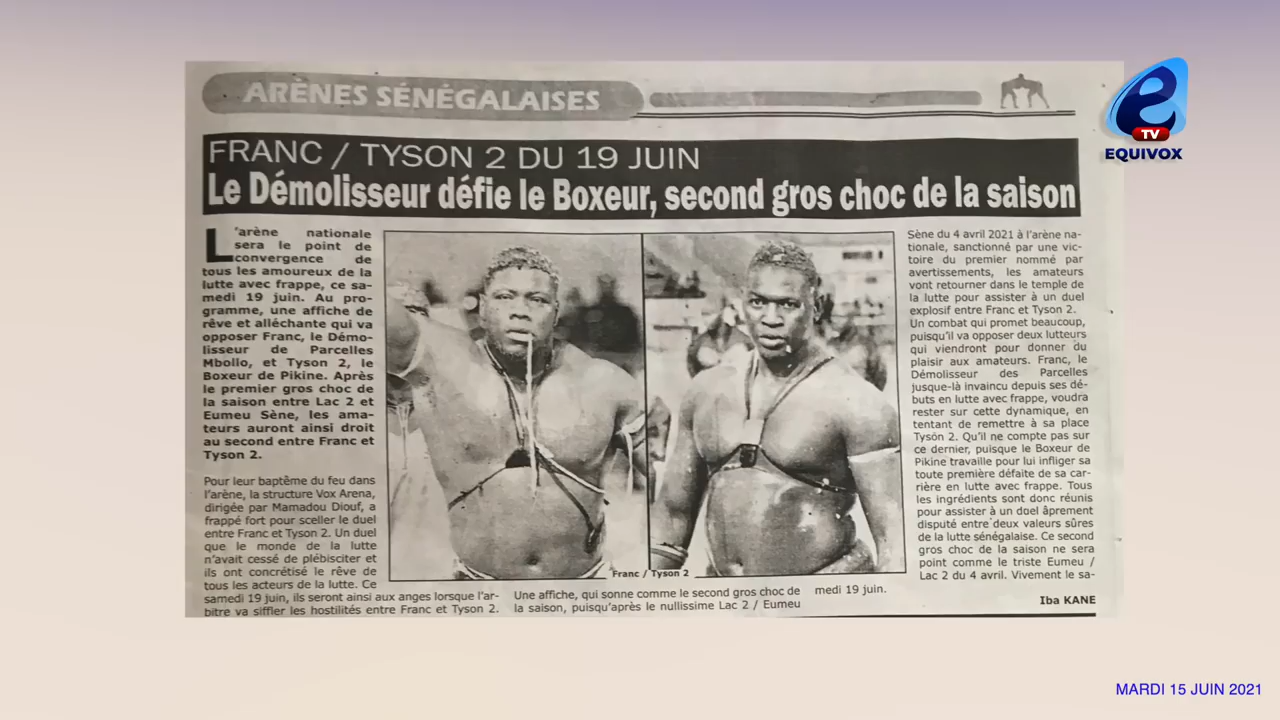 ARÈNES SÉNÉGALAISES
FRANC / TYSON 2 DU 19 JUIN
Le Démolisseur défie le Boxeur, second gros choc de la saison
L'arène nationale
sera le point de
convergence de
tous les amoureux de la
lutte avec frappe, ce sa-
medi 19 juin. Au pro-
gramme, une affiche de
rêve et alléchante qui va
opposer Franc, le Démo-
lisseur de Parcelles
Mbollo, et Tyson 2, le
Boxeur de Pikine. Après
le premier gros choc de
la saison entre Lac 2 et
Eumeu Sène, les ama-
teurs auront ainsi droit
au second entre Franc et
Tyson 2.
Pour leur baptême du feu dans
l'arène, la structure Vox Arena,
dirigée par Mamadou Diouf, a
frappé fort pour sceller le duel
entre Franc et Tyson 2. Un duel
que le monde de la lutte
n'avait cessé de plébisciter et
ils ont concrétisé le rêve de
tous les acteurs de la lutte. Ce
samedi 19 juin, ils seront ainsi aux anges lorsque l'ar-
bitre va siffler les hostilités entre Franc et Tyson 2.
Franc / Tyson 2
Une affiche, qui sonne comme le second gros choc de
la saison, puisqu'après le nullissime Lac 2 / Eumeu
Sène du 4 avril 2021 à l'arène na-
tionale, sanctionné par une vic-
toire du premier nommé par
avertissements, les amateurs
vont retourner dans le temple de
la lutte pour assister à un duel
explosif entre Franc et Tyson 2.
Un combat qui promet beaucoup,
puisqu'il va opposer deux lutteurs
qui viendront pour donner du
plaisir aux amateurs. Franc, le
Démolisseur des Parcelles
jusque-là invaincu depuis ses dé-
buts en lutte avec frappe, voudra
rester sur cette dynamique, en
tentant de remettre à sa place
Tyson 2. Qu'il ne compte pas sur
ce dernier, puisque le Boxeur de
Pikine travaille pour lui infliger sa
toute première défaite de sa car-
rière en lutte avec frappe. Tous
les ingrédients sont donc réunis
pour assister à un duel âprement
disputé entre deux valeurs sûres
de la lutte sénégalaise. Ce second
gros choc de la saison ne sera
point comme le triste Eumeu /
Lac 2 du 4 avril. Vivement le sa-
medi 19 juin.
Iba KANE
e
TV
EQUIVOX
MARDI 15 JUIN 2021